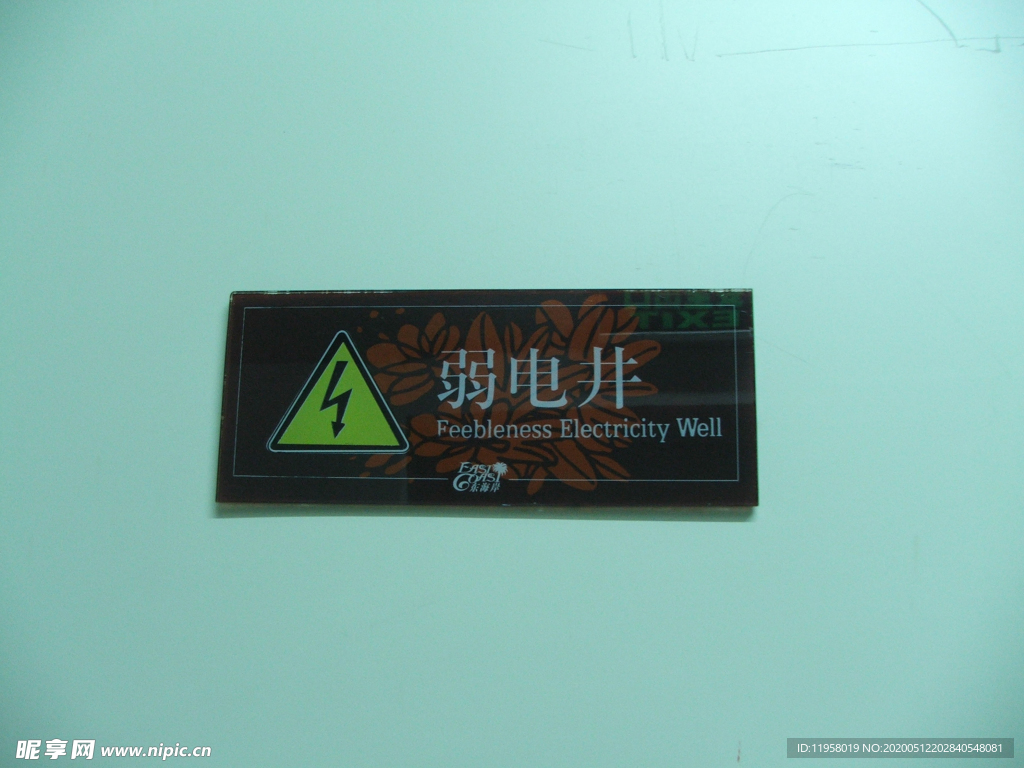 弱电井
Feebleness Electricity Well
EAST
COAST
东海岸
EXIT
昵享网 www.nipic.cn
ID:11958019 NO:20200512202840548081